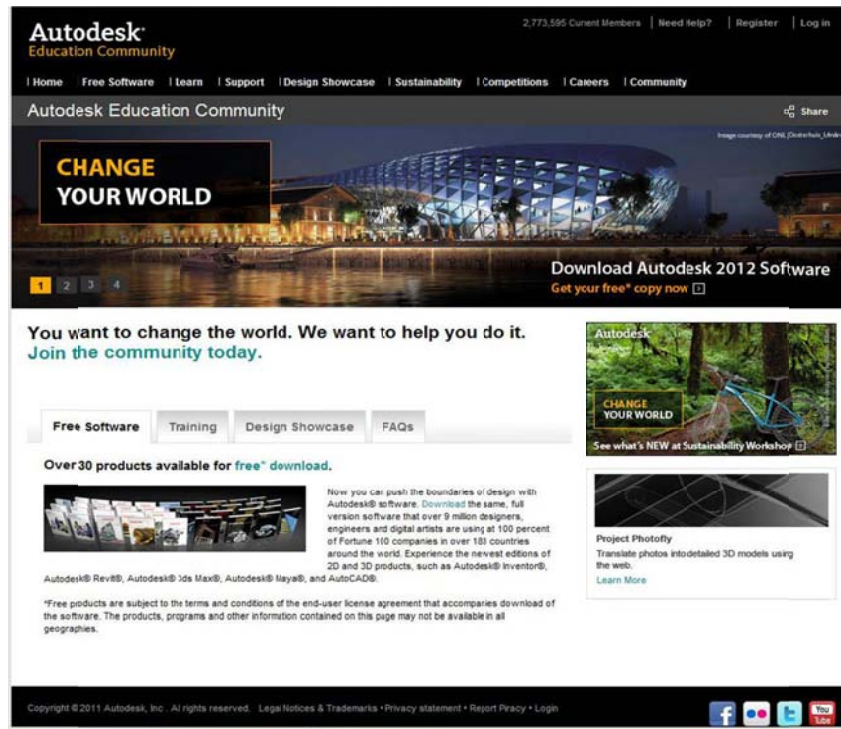 Autodesk
Education Community
2,773,595 Current Members | Need Help? | Register | Log in
| Home Free Software | Learn | Support | Design Showcase | Sustainability | Competitions | Careers | Community
Autodesk Education Community
Share
Image courtesy of ONL
CHANGE
YOUR WORLD
Download Autodesk 2012 Software
Get your free* copy now
1 2 3 4
You want to change the world. We want to help you do it.
Join the community today.
Free Software Training Design Showcase FAQs
Over 30 products available for free* download.
Now you can push the boundaries of design with
Autodesk® software. Download the same, full
version software that over 9 million designers,
engineers and digital artists are using at 100 percent
of Fortune 100 companies in over 180 countries
around the world. Experience the newest editions of
2D and 3D products, such as Autodesk® Inventor®,
Autodesk® Revit®, Autodesk® 3ds Max®, Autodesk® Maya®, and AutoCAD®.
*Free products are subject to the terms and conditions of the end-user license agreement that accompanies download of
the software. The products, programs and other information contained on this page may not be available in all
geographies.
Autodesk
CHANGE
YOUR WORLD
See what's NEW at Sustainability Workshop
Project Photofly
Translate photos into detailed 3D models using
the web.
Learn More
Copyright © 2011 Autodesk, Inc. All rights reserved. Legal Notices & Trademarks • Privacy statement • Report Piracy • Login
f
t
You
Tube